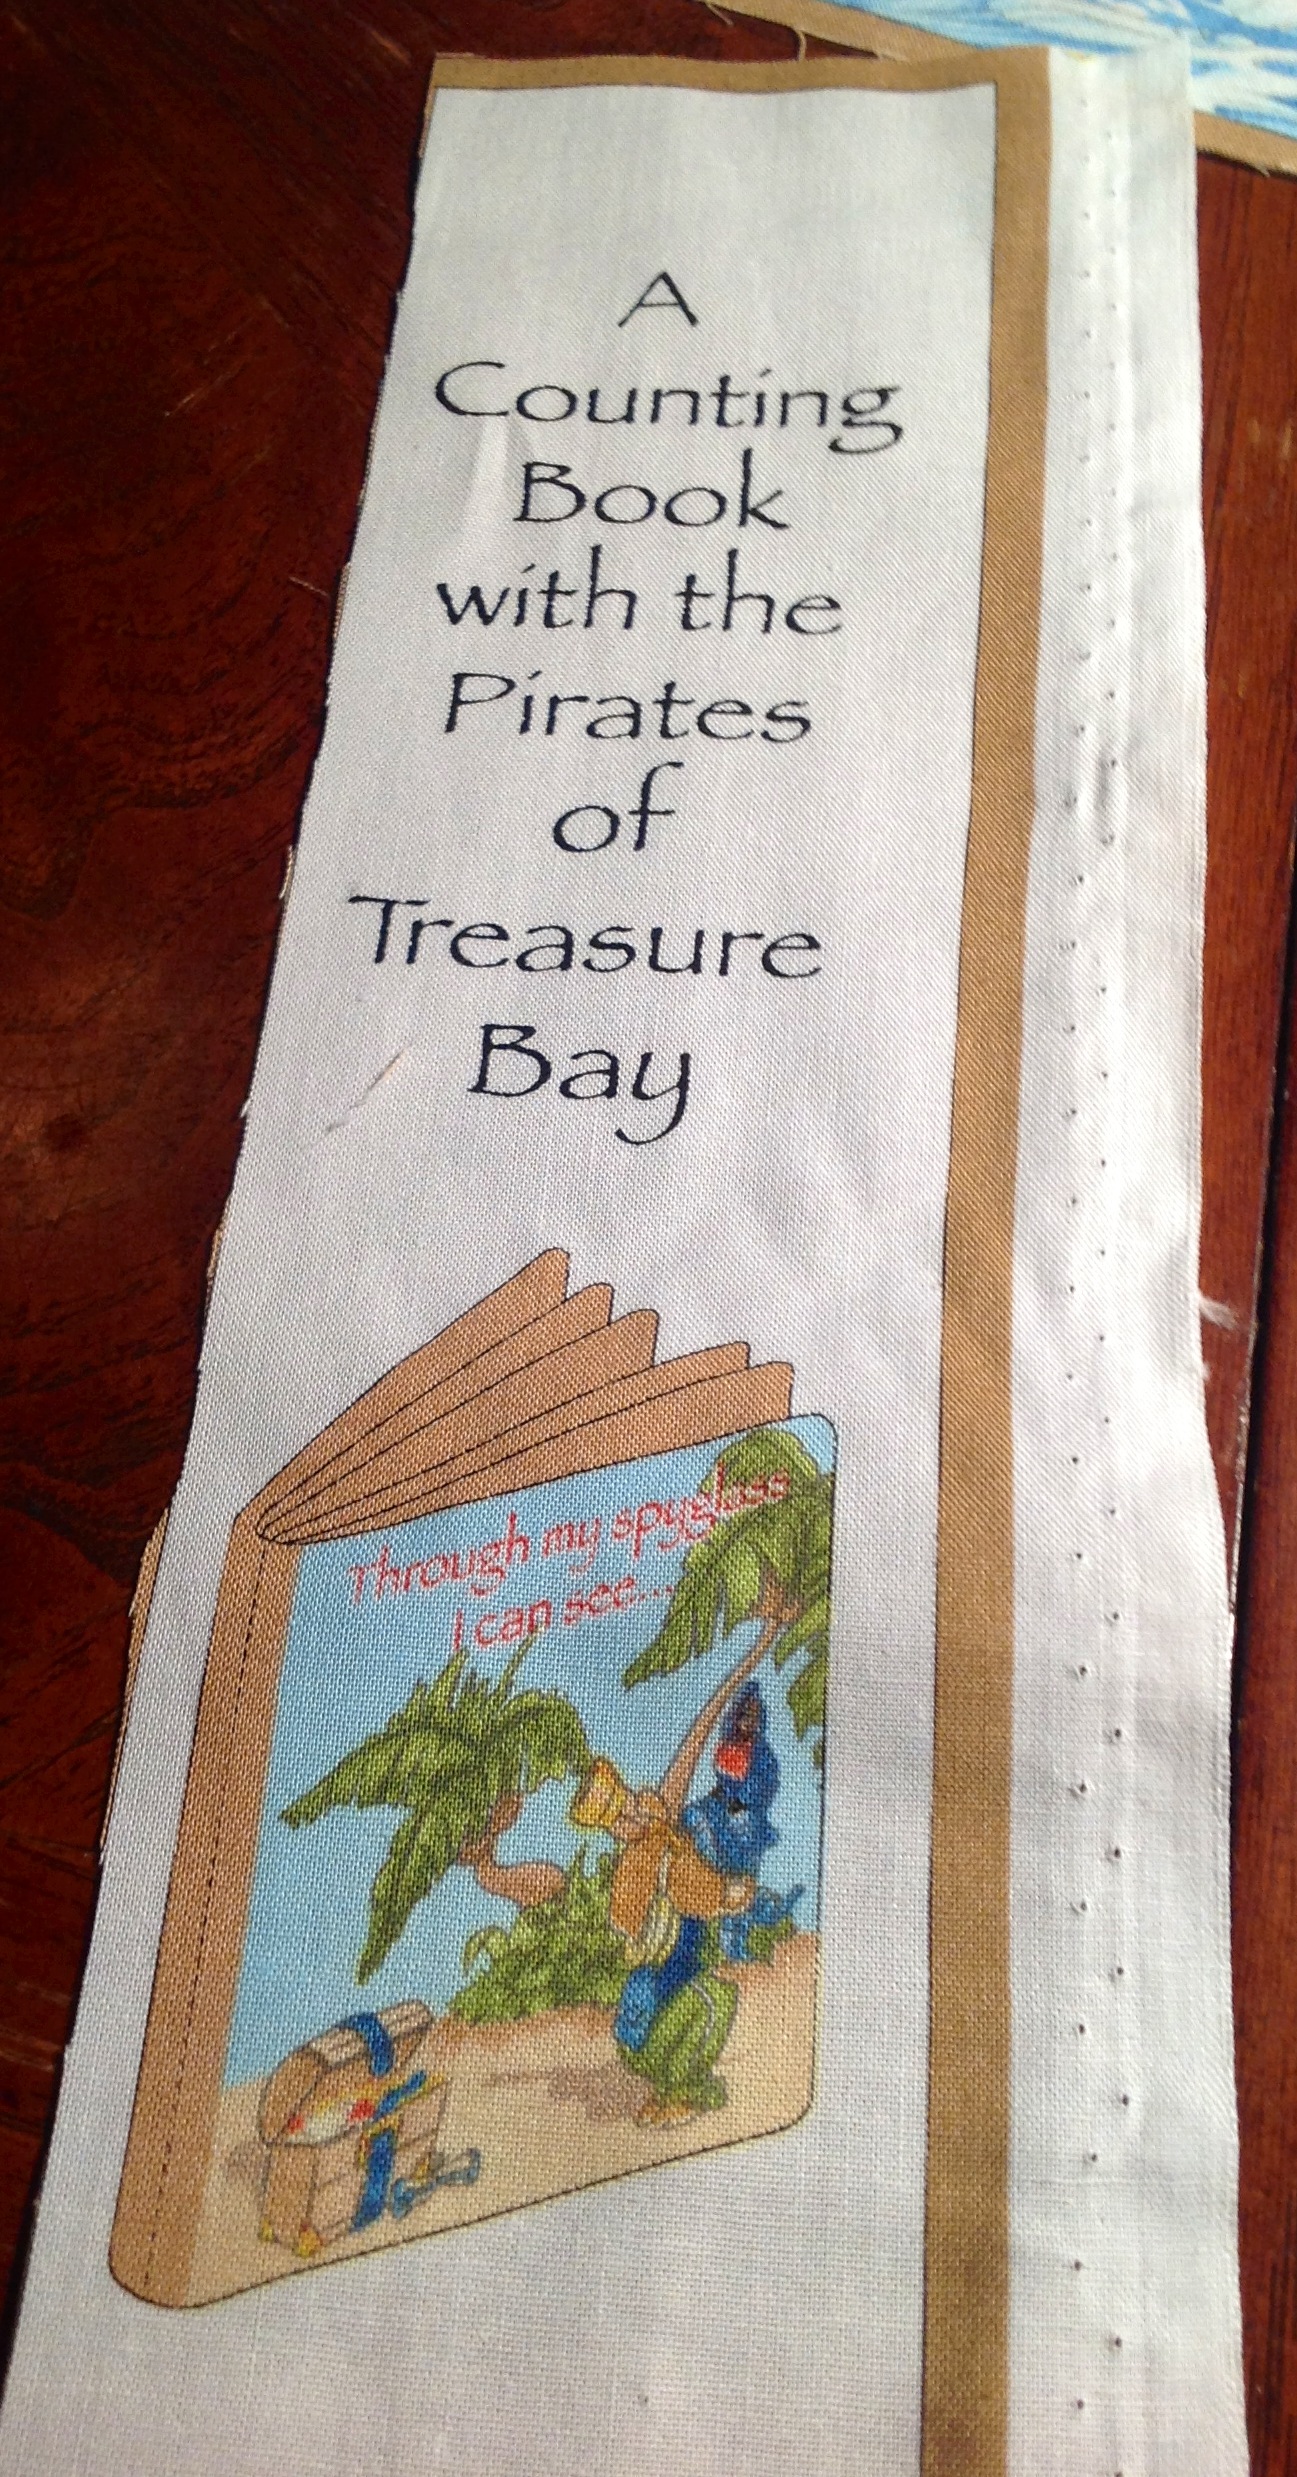 A
Counting
Book
with the
Pirates
of
Treasure
Bay
Through my spyglass
I can see...